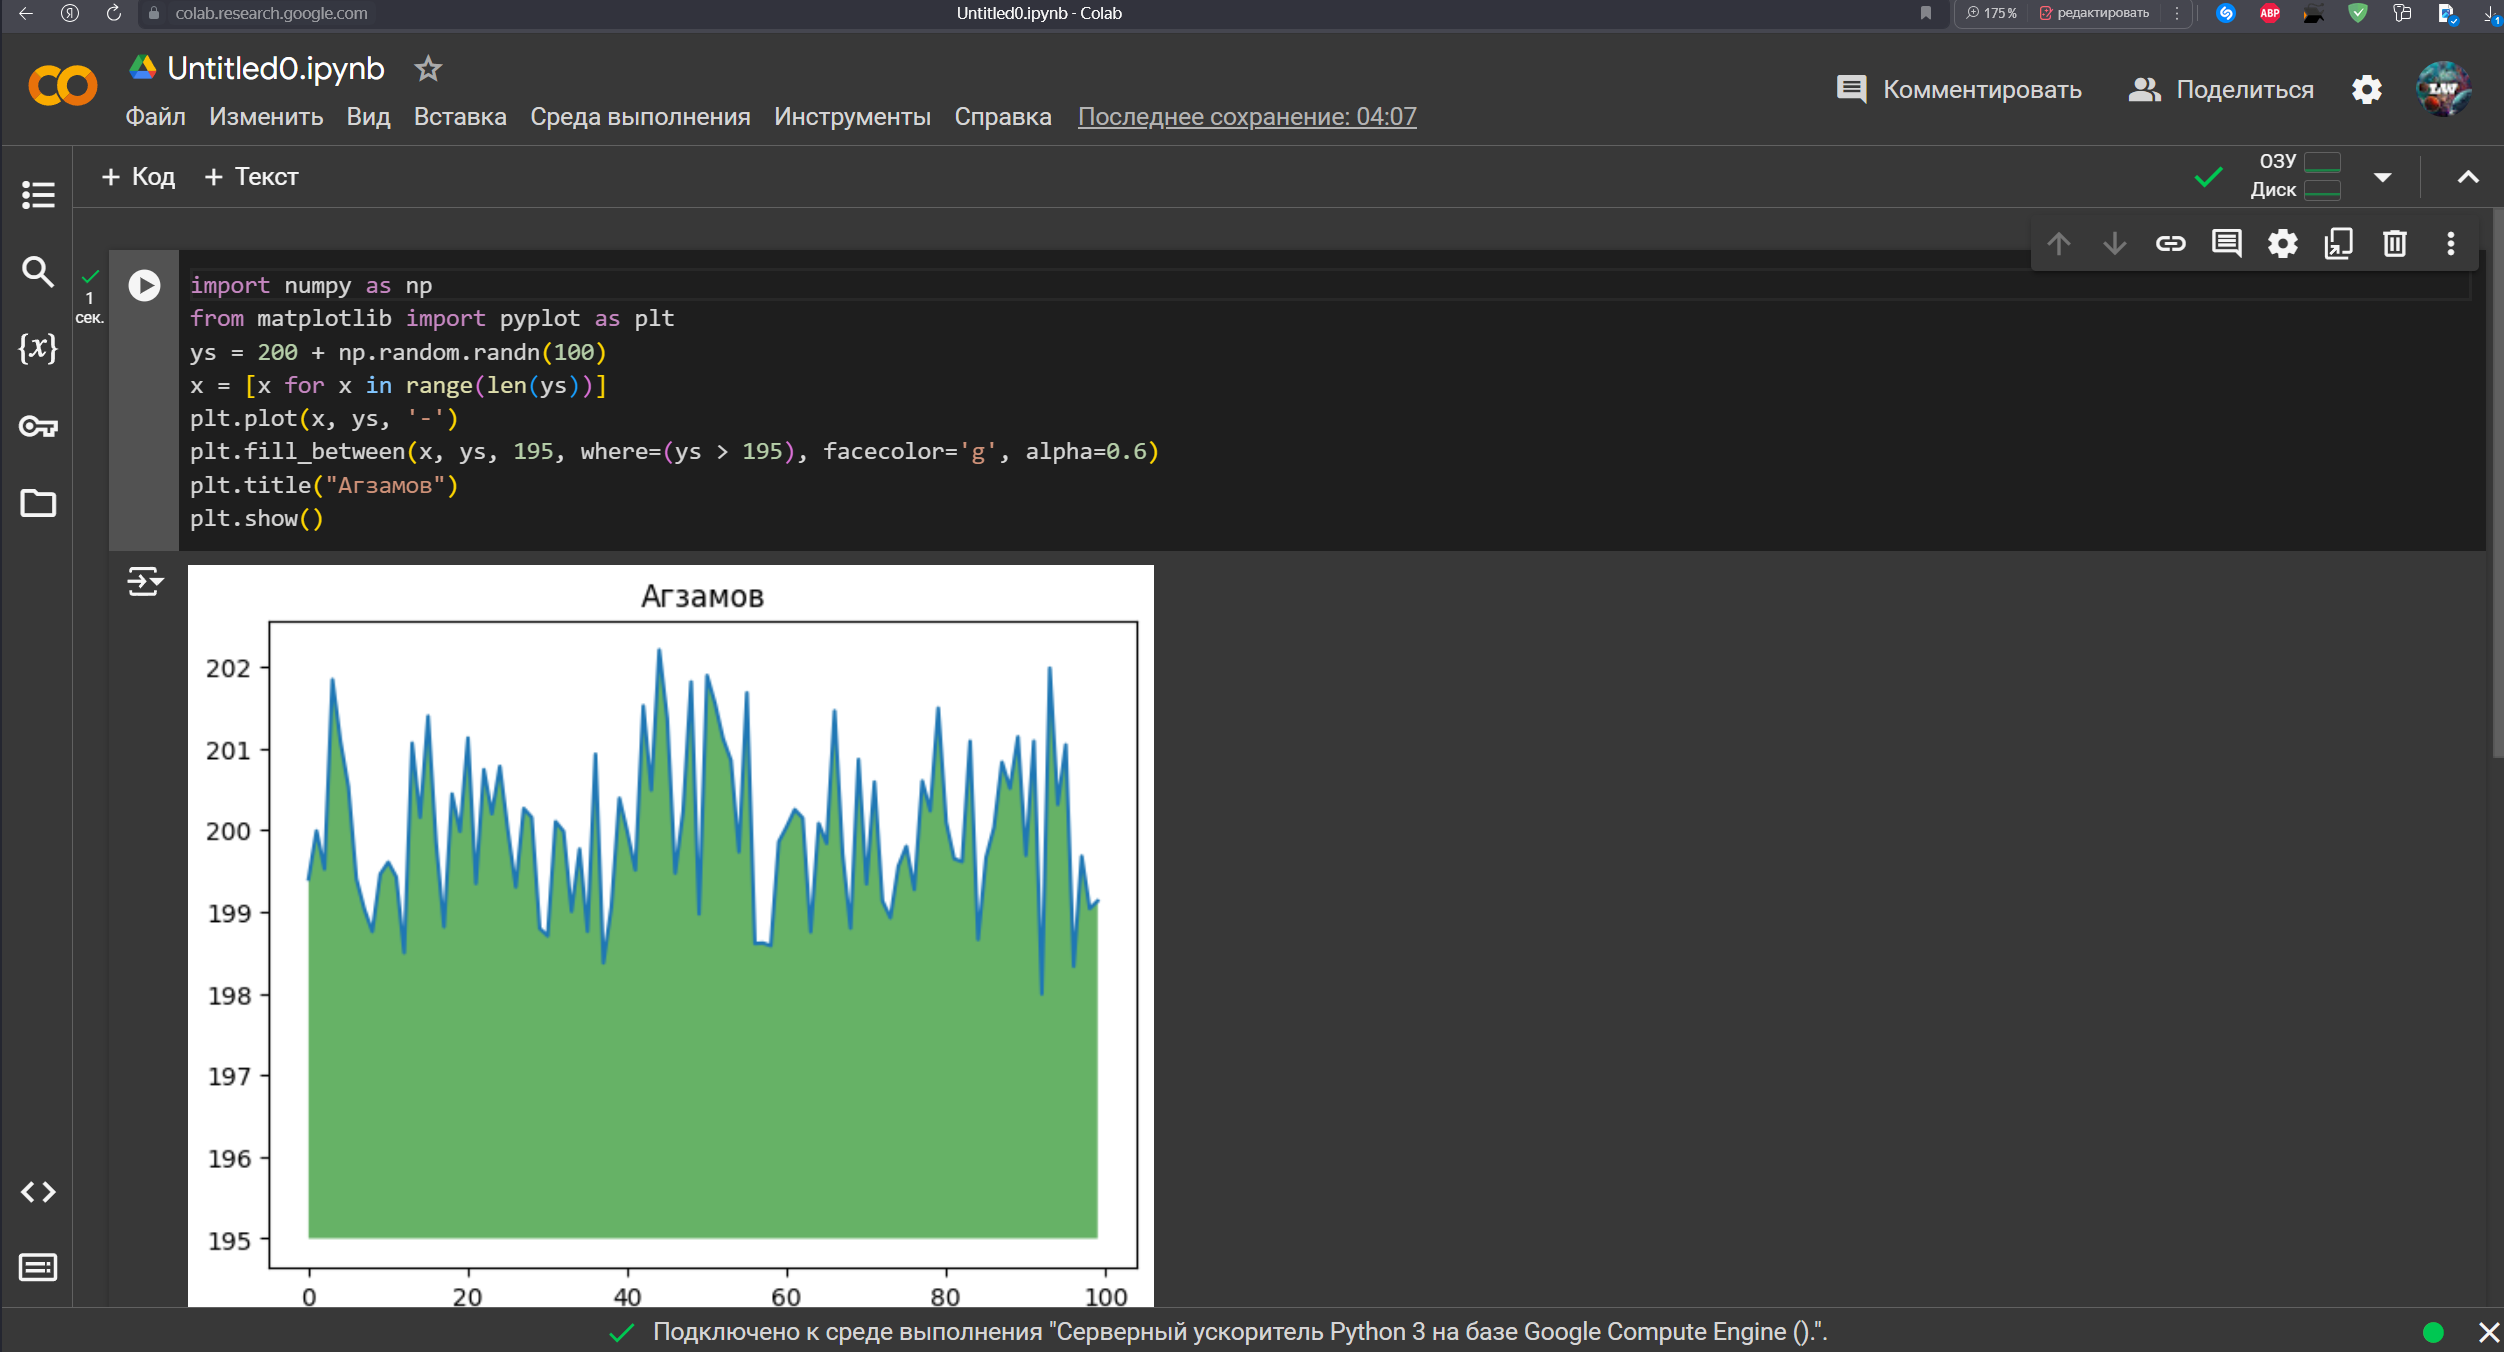 colab.research.google.com
Untitled0.ipynb - Colab
175%
редактировать
ABP
1
CO
Untitled0.ipynb
Файл Изменить Вид Вставка Среда выполнения Инструменты Справка Последнее сохранение: 04:07
Комментировать
Поделиться
LW
+ Код + Текст
ОЗУ
Диск
1
сек.
{x}
import numpy as np
from matplotlib import pyplot as plt
ys = 200 + np.random.randn(100)
x = [x for x in range(len(ys))]
plt.plot(x, ys, '-')
plt.fill_between(x, ys, 195, where=(ys > 195), facecolor='g', alpha=0.6)
plt.title("Агзамов")
plt.show()
Агзамов
202
201
200
199
198
197
196
195
0 20 40 60 80 100
Подключено к среде выполнения "Серверный ускоритель Python 3 на базе Google Compute Engine ().".